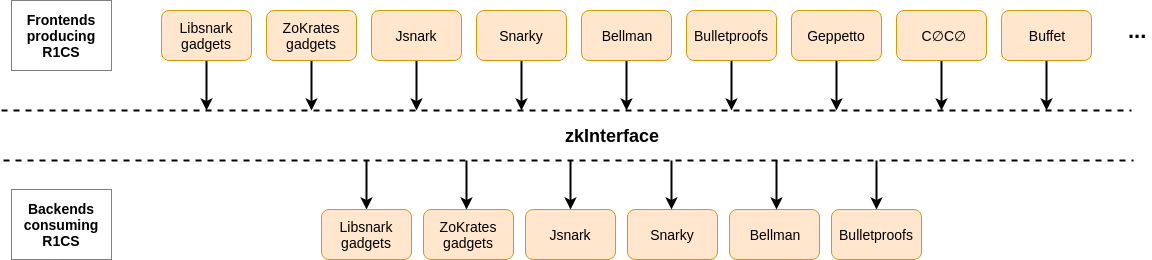 Frontends
producing
R1CS
Libsnark
gadgets
ZoKrates
gadgets
Jsnark
Snarky
Bellman
Bulletproofs
Geppetto
C∅C∅
Buffet
...
zkInterface
Backends
consuming
R1CS
Libsnark
gadgets
ZoKrates
gadgets
Jsnark
Snarky
Bellman
Bulletproofs